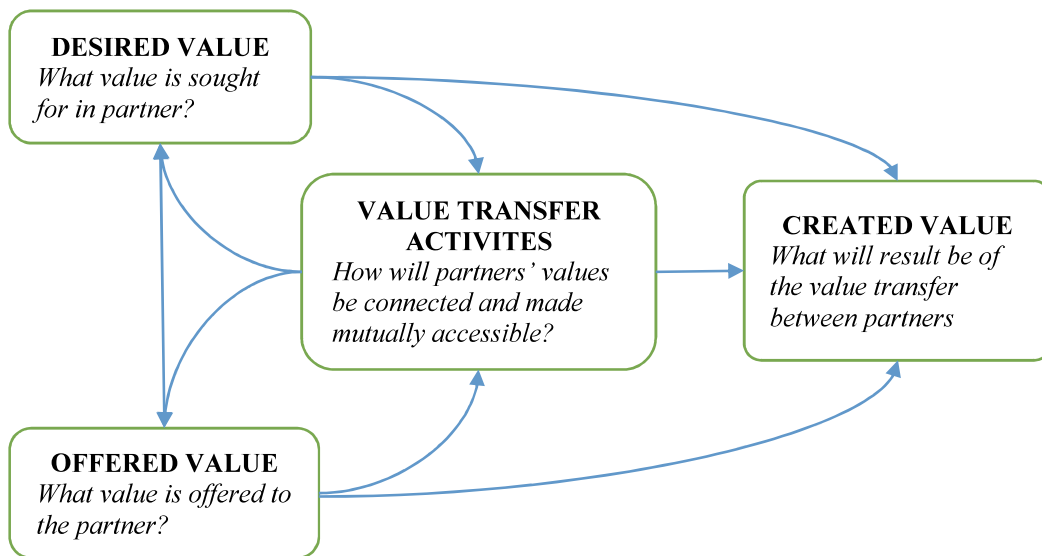 DESIRED VALUE
What value is sought
for in partner?
VALUE TRANSFER
ACTIVITES
How will partners’ values
be connected and made
mutually accessible?
CREATED VALUE
What will result be of
the value transfer
between partners
OFFERED VALUE
What value is offered to
the partner?